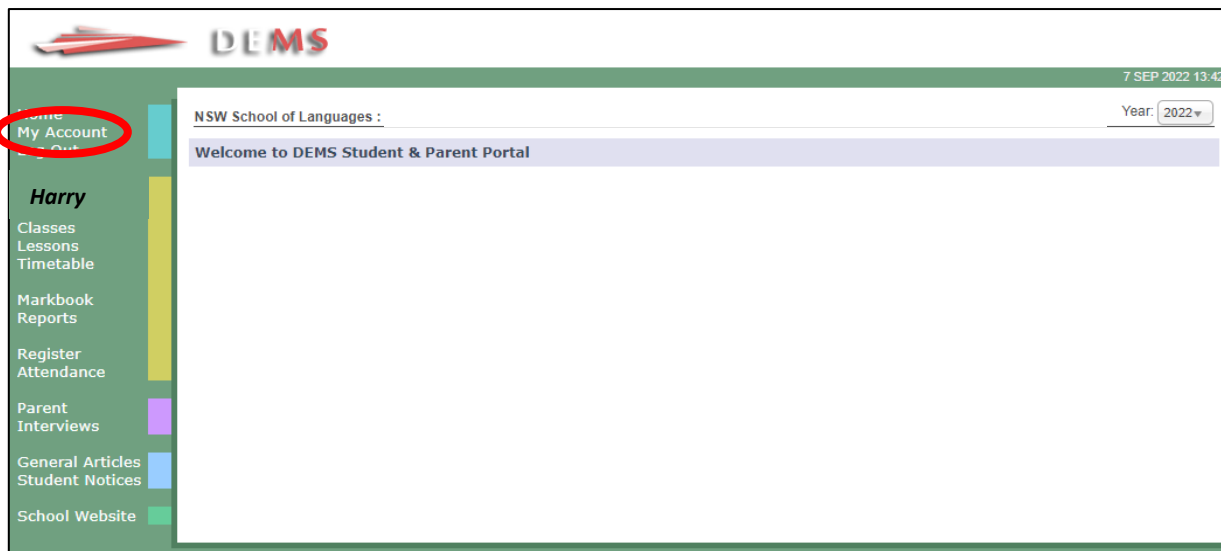 DEMS
7 SEP 2022 13:42
Home
My Account
Log Out
NSW School of Languages :
Year: 2022
Welcome to DEMS Student & Parent Portal
Harry
Classes
Lessons
Timetable
Markbook
Reports
Register
Attendance
Parent
Interviews
General Articles
Student Notices
School Website